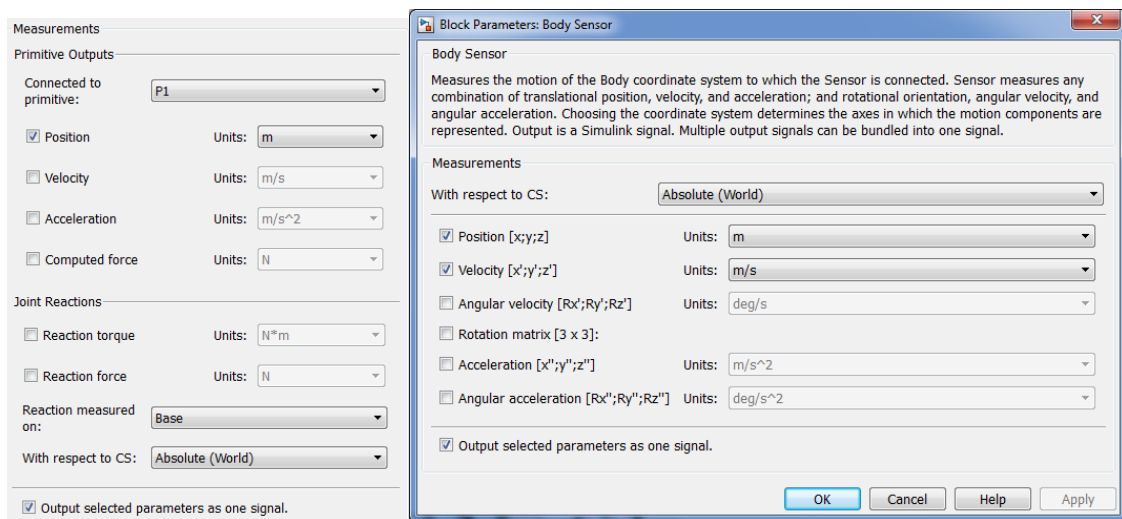 Measurements
Primitive Outputs
Connected to
primitive:
P1
Position Units: m
Velocity Units: m/s
Acceleration Units: m/s^2
Computed force Units: N
Joint Reactions
Reaction torque Units: N*m
Reaction force Units: N
Reaction measured
on:
Base
With respect to CS: Absolute (World)
Output selected parameters as one signal.
Block Parameters: Body Sensor
Body Sensor
Measures the motion of the Body coordinate system to which the Sensor is connected. Sensor measures any
combination of translational position, velocity, and acceleration; and rotational orientation, angular velocity, and
angular acceleration. Choosing the coordinate system determines the axes in which the motion components are
represented. Output is a Simulink signal. Multiple output signals can be bundled into one signal.
Measurements
With respect to CS: Absolute (World)
Position [x;y;z] Units: m
Velocity [x';y';z'] Units: m/s
Angular velocity [Rx';Ry';Rz'] Units: deg/s
Rotation matrix [3 x 3]:
Acceleration [x'';y'';z''] Units: m/s^2
Angular acceleration [Rx'';Ry'';Rz''] Units: deg/s^2
Output selected parameters as one signal.
OK Cancel Help Apply